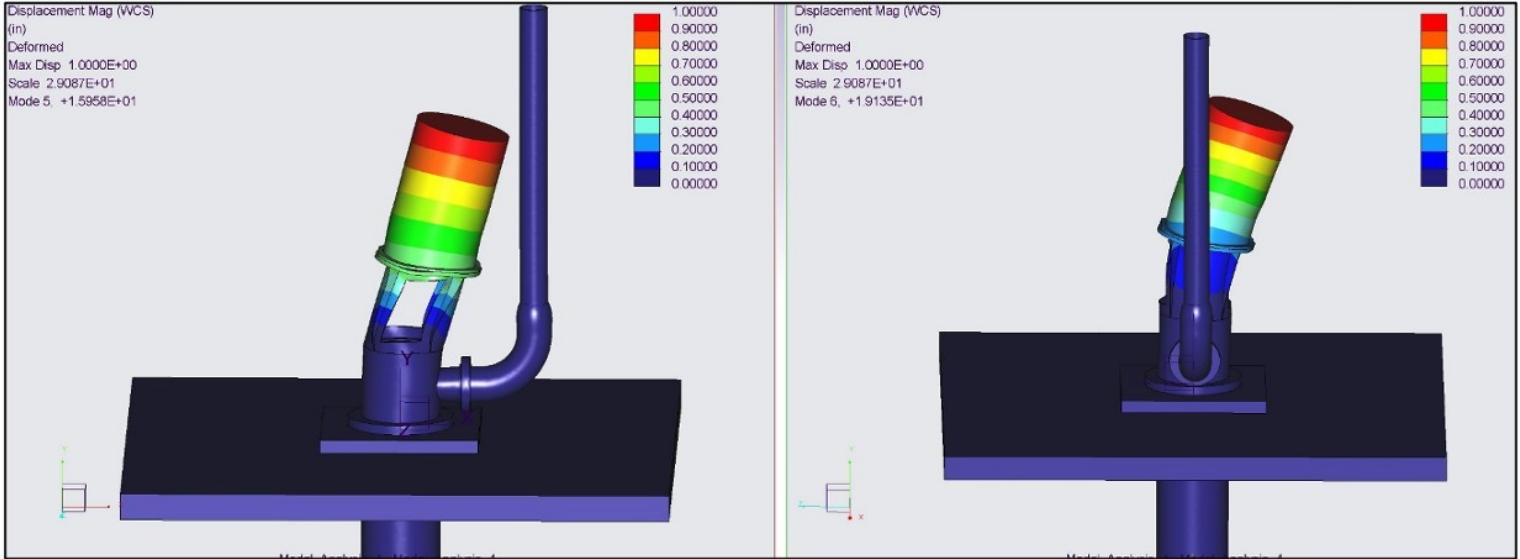 Displacement Mag (WCS)
(in)
Deformed
Max Disp 1.0000E+00
Scale 2.9087E+01
Mode 5, +1.5958E+01
1.00000
0.90000
0.80000
0.70000
0.60000
0.50000
0.40000
0.30000
0.20000
0.10000
0.00000
Y
X
Z
Displacement Mag (WCS)
(in)
Deformed
Max Disp 1.0000E+00
Scale 2.9087E+01
Mode 6, +1.9135E+01
1.00000
0.90000
0.80000
0.70000
0.60000
0.50000
0.40000
0.30000
0.20000
0.10000
0.00000